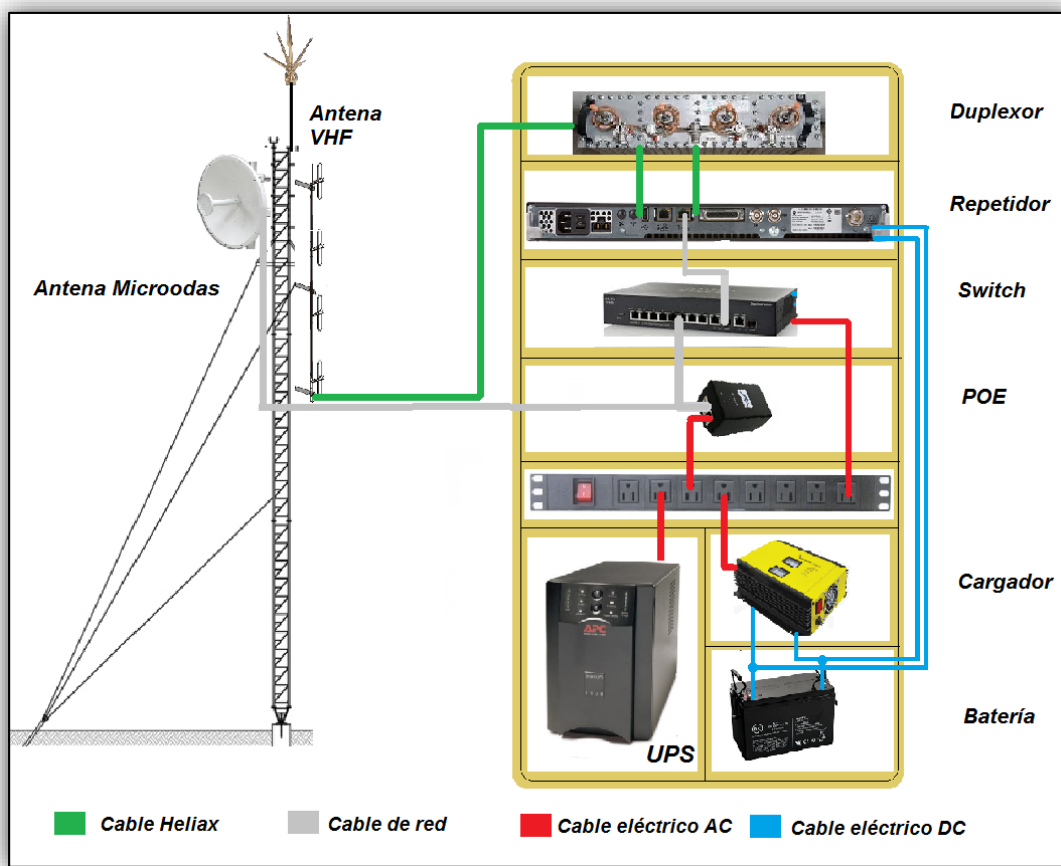 Antena
VHF
Duplexor
Repetidor
Antena Microodas
Switch
POE
Cargador
APC
Batería
UPS
Cable Heliax
Cable de red
Cable eléctrico AC
Cable eléctrico DC